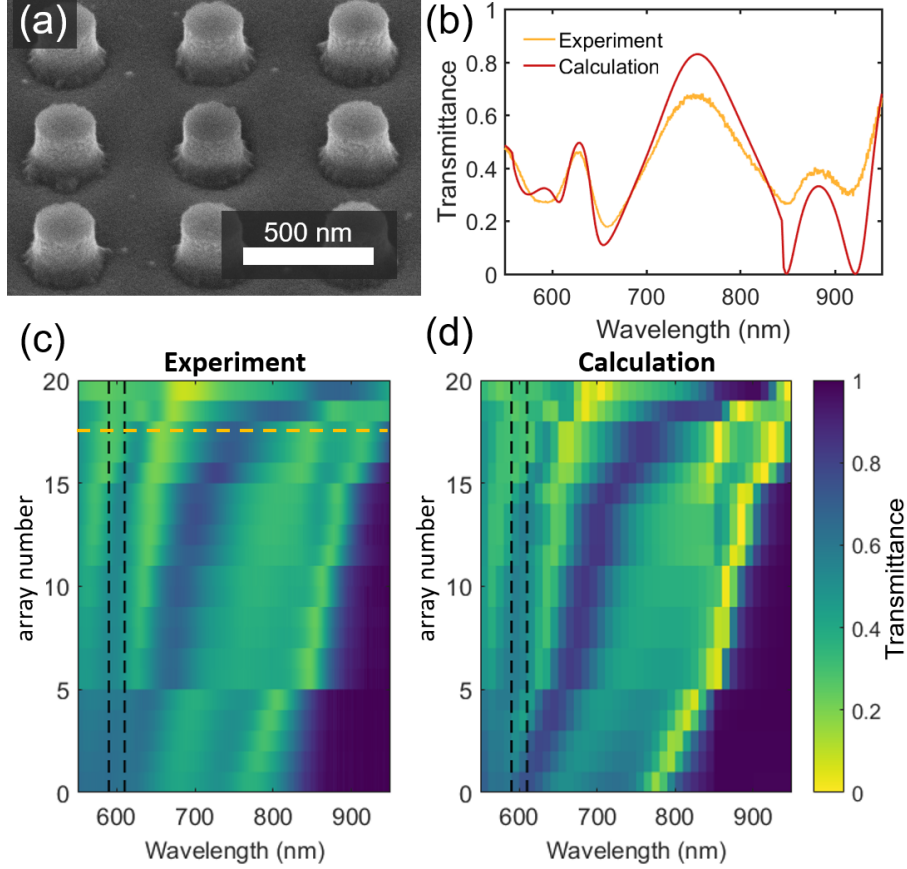 (a)
500 nm
(b)
Experiment
Calculation
Transmittance
1
0.8
0.6
0.4
0.2
0
600
700
800
900
Wavelength (nm)
(c)
Experiment
array number
20
15
10
5
0
600
700
800
900
Wavelength (nm)
(d)
Calculation
array number
20
15
10
5
0
600
700
800
900
Wavelength (nm)
1
0.8
0.6
0.4
0.2
0
Transmittance